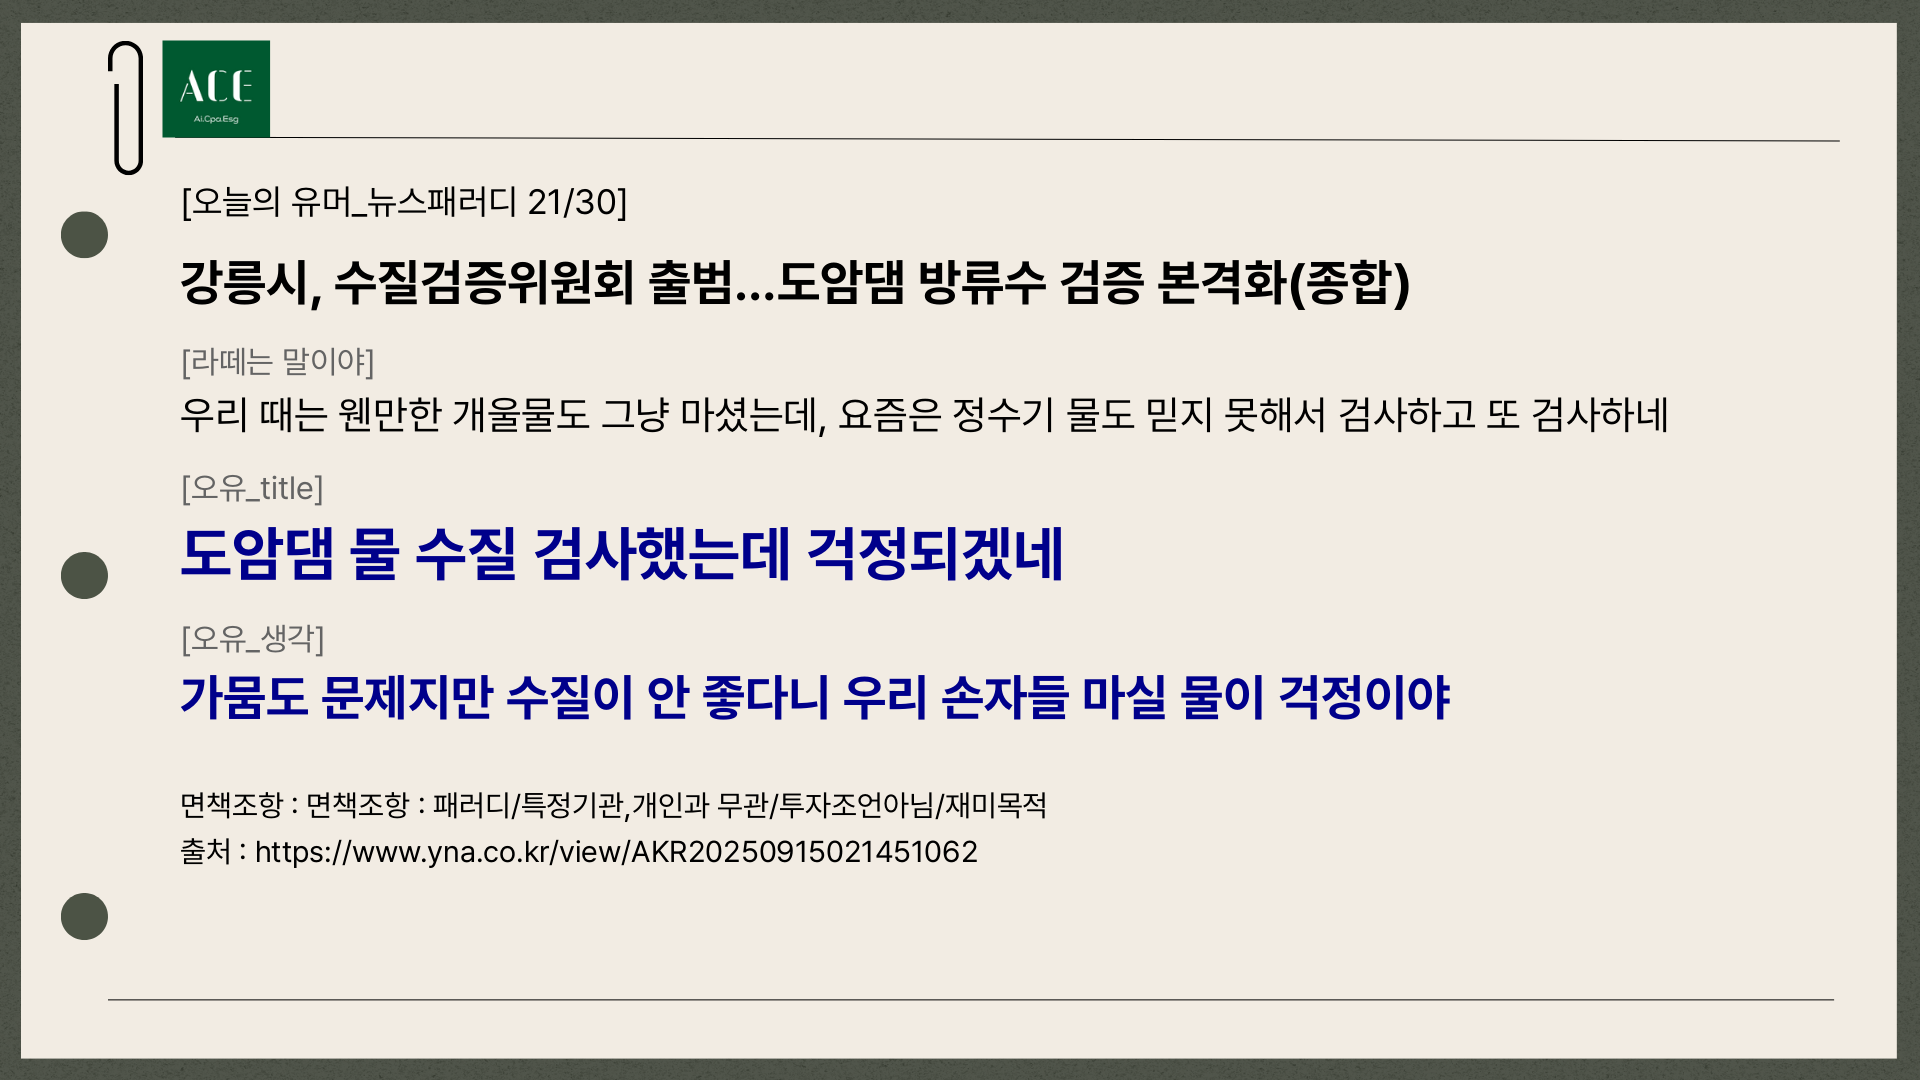 ACE
Ai.Cpa.Esg
[오늘의 유머_뉴스패러디 21/30]
강릉시, 수질검증위원회 출범...도암댐 방류수 검증 본격화(종합)
[라떼는 말이야]
우리 때는 웬만한 개울물도 그냥 마셨는데, 요즘은 정수기 물도 믿지 못해서 검사하고 또 검사하네
[오유_title]
도암댐 물 수질 검사했는데 걱정되겠네
[오유_생각]
가뭄도 문제지만 수질이 안 좋다니 우리 손자들 마실 물이 걱정이야
면책조항 : 면책조항 : 패러디/특정기관,개인과 무관/투자조언아님/재미목적
출처 : https://www.yna.co.kr/view/AKR20250915021451062